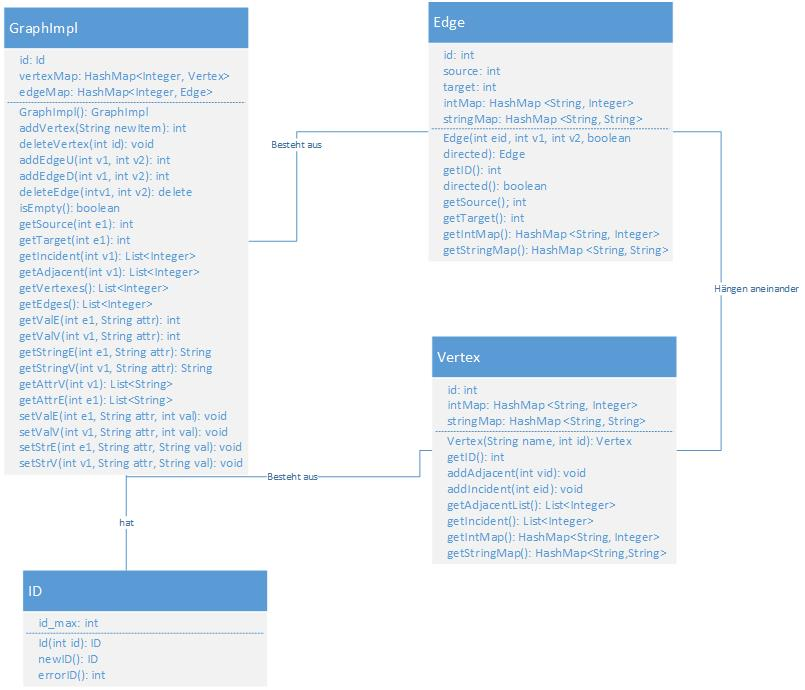 GraphImpl
id: Id
vertexMap: HashMap<Integer, Vertex>
edgeMap: HashMap<Integer, Edge>
GraphImpl(): GraphImpl
addVertex(String newItem): int
deleteVertex(int id): void
addEdgeU(int v1, int v2): int
addEdgeD(int v1, int v2): int
deleteEdge(intv1, int v2): delete
isEmpty(): boolean
getSource(int e1): int
getTarget(int e1): int
getIncident(int v1): List<Integer>
getAdjacent(int v1): List<Integer>
getVertexes(): List<Integer>
getEdges(): List<Integer>
getValE(int e1, String attr): int
getValV(int v1, String attr): int
getStringE(int e1, String attr): String
getStringV(int v1, String attr): String
getAttrV(int v1): List<String>
getAttrE(int e1): List<String>
setValE(int e1, String attr, int val): void
setValV(int v1, String attr, int val): void
setStrE(int e1, String attr, String val): void
setStrV(int v1, String attr, String val): void
Besteht aus
Edge
id: int
source: int
target: int
intMap: HashMap <String, Integer>
stringMap: HashMap <String, String>
Edge(int eid, int v1, int v2, boolean
directed): Edge
getID(): int
directed(): boolean
getSource(); int
getTarget(): int
getIntMap(): HashMap <String, Integer>
getStringMap(): HashMap <String, String>
Hängen aneinander
Vertex
id: int
intMap: HashMap <String, Integer>
stringMap: HashMap <String, String>
Vertex(String name, int id): Vertex
getID(): int
addAdjacent(int vid): void
addIncident(int eid): void
getAdjacentList(): List<Integer>
getIncident(): List<Integer>
getIntMap(): HashMap<String, Integer>
getStringMap(): HashMap<String,String>
Besteht aus
hat
ID
id_max: int
Id(int id): ID
newID(): ID
errorID(): int